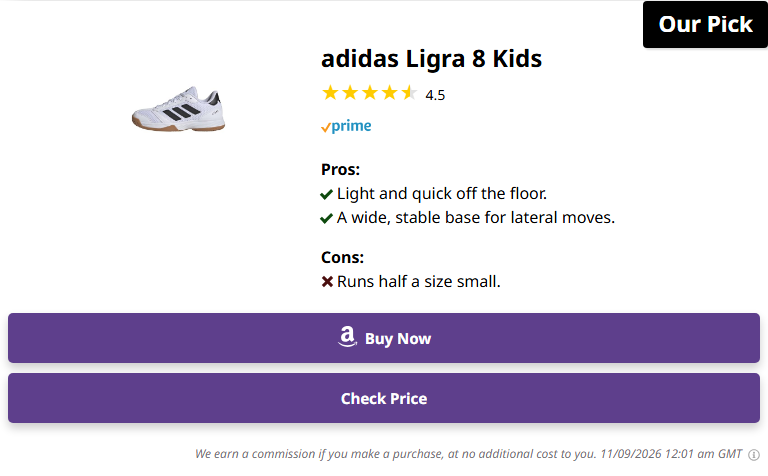 Our Pick
adidas Ligra 8 Kids
4.5
prime
Pros:
Light and quick off the floor.
A wide, stable base for lateral moves.
Cons:
Runs half a size small.
Buy Now
Check Price
We earn a commission if you make a purchase, at no additional cost to you. 11/09/2026 12:01 am GMT